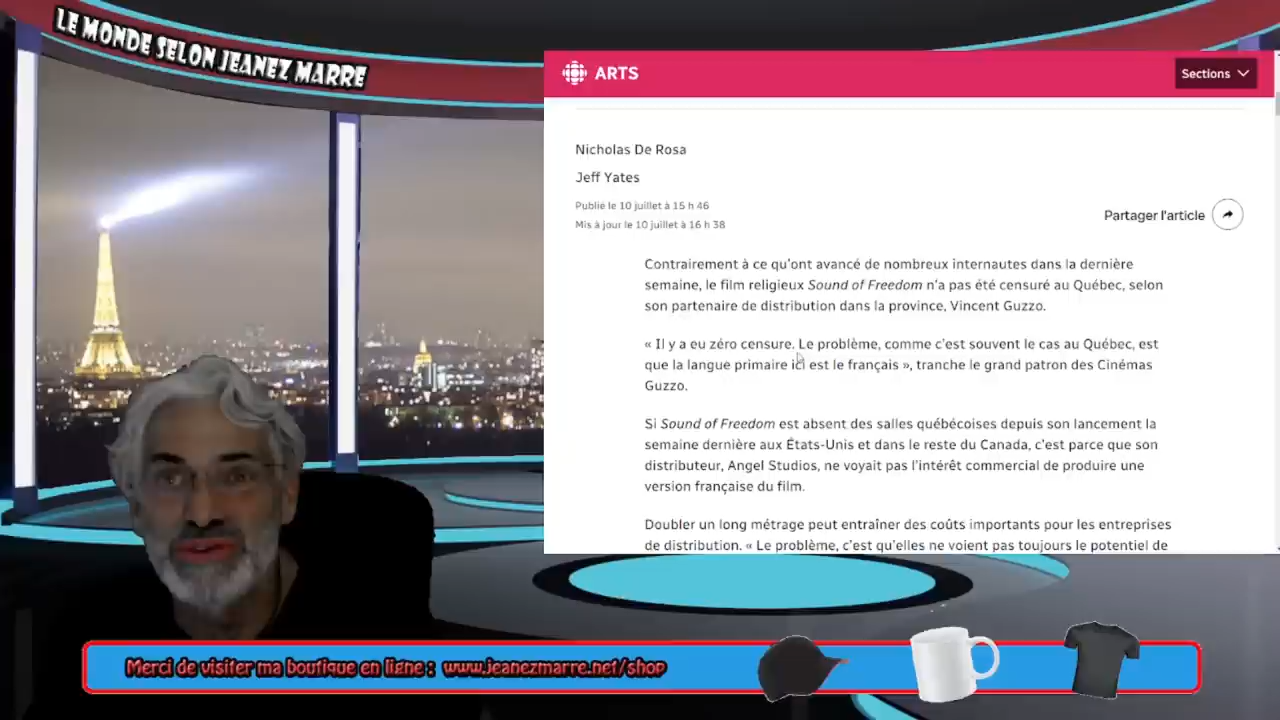 LE MONDE SELON JEANEZ MARRE
ARTS
Sections
Nicholas De Rosa
Jeff Yates
Publié le 10 juillet à 15 h 46
Mis à jour le 10 juillet à 16 h 38
Partager l'article
Contrairement à ce qu'ont avancé de nombreux internautes dans la dernière
semaine, le film religieux Sound of Freedom n'a pas été censuré au Québec, selon
son partenaire de distribution dans la province, Vincent Guzzo.
« Il y a eu zéro censure. Le problème, comme c'est souvent le cas au Québec, est
que la langue primaire ici est le français », tranche le grand patron des Cinémas
Guzzo.
Si Sound of Freedom est absent des salles québécoises depuis son lancement la
semaine dernière aux États-Unis et dans le reste du Canada, c'est parce que son
distributeur, Angel Studios, ne voyait pas l'intérêt commercial de produire une
version française du film.
Doubler un long métrage peut entraîner des coûts importants pour les entreprises
de distribution. « Le problème, c'est qu'elles ne voient pas toujours le potentiel de
Merci de visiter ma boutique en ligne : www.jeanezmarre.net/shop